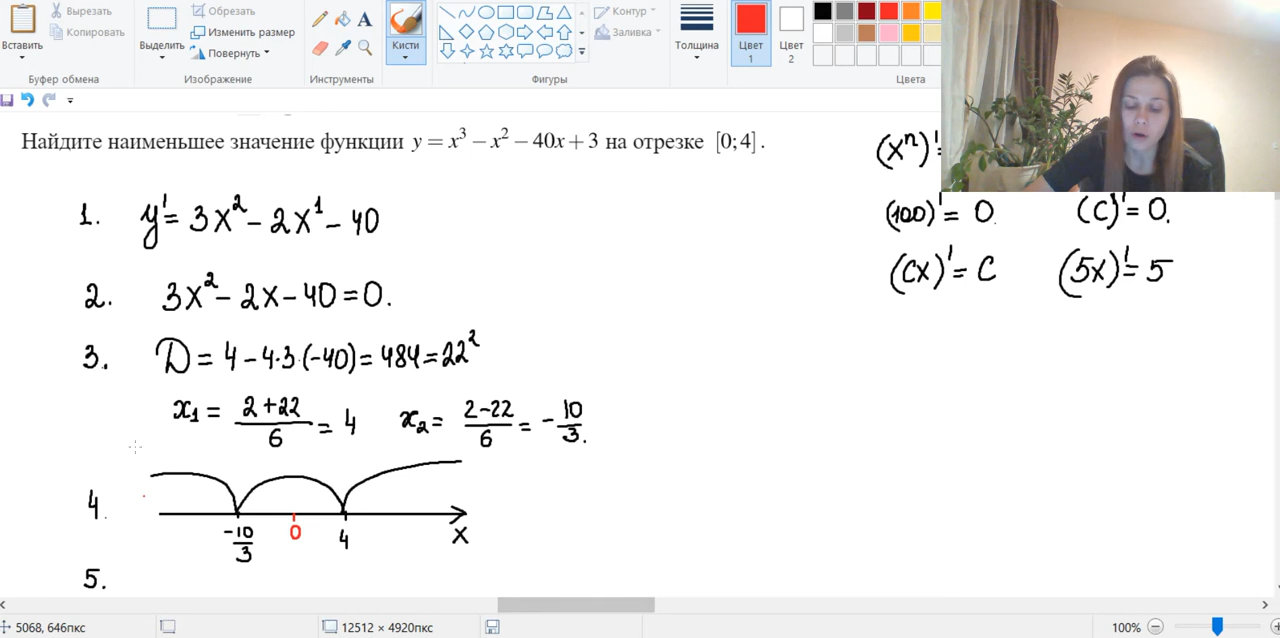 Вставить
Вырезать
Копировать
Буфер обмена
Выделить
Обрезать
Изменить размер
Повернуть
Изображение
A
Инструменты
Кисти
Контур
Заливка
Фигуры
Толщина
Цвет 1
Цвет 2
Цвета
Найдите наименьшее значение функции y = x³ − x² − 40x + 3 на отрезке [0; 4].
(xⁿ)' =
1. y' = 3x² − 2x¹ − 40
(100)' = 0. (C)' = 0.
2. 3x² − 2x − 40 = 0.
(Cx)' = C (5x)' = 5
3. D = 4 − 4·3·(−40) = 484 = 22²
x₁ = (2+22)/6 = 4 x₂ = (2−22)/6 = −10/3.
4.
−10/3 0 4 x
5.
5068, 646пкс
12512 × 4920пкс
100%